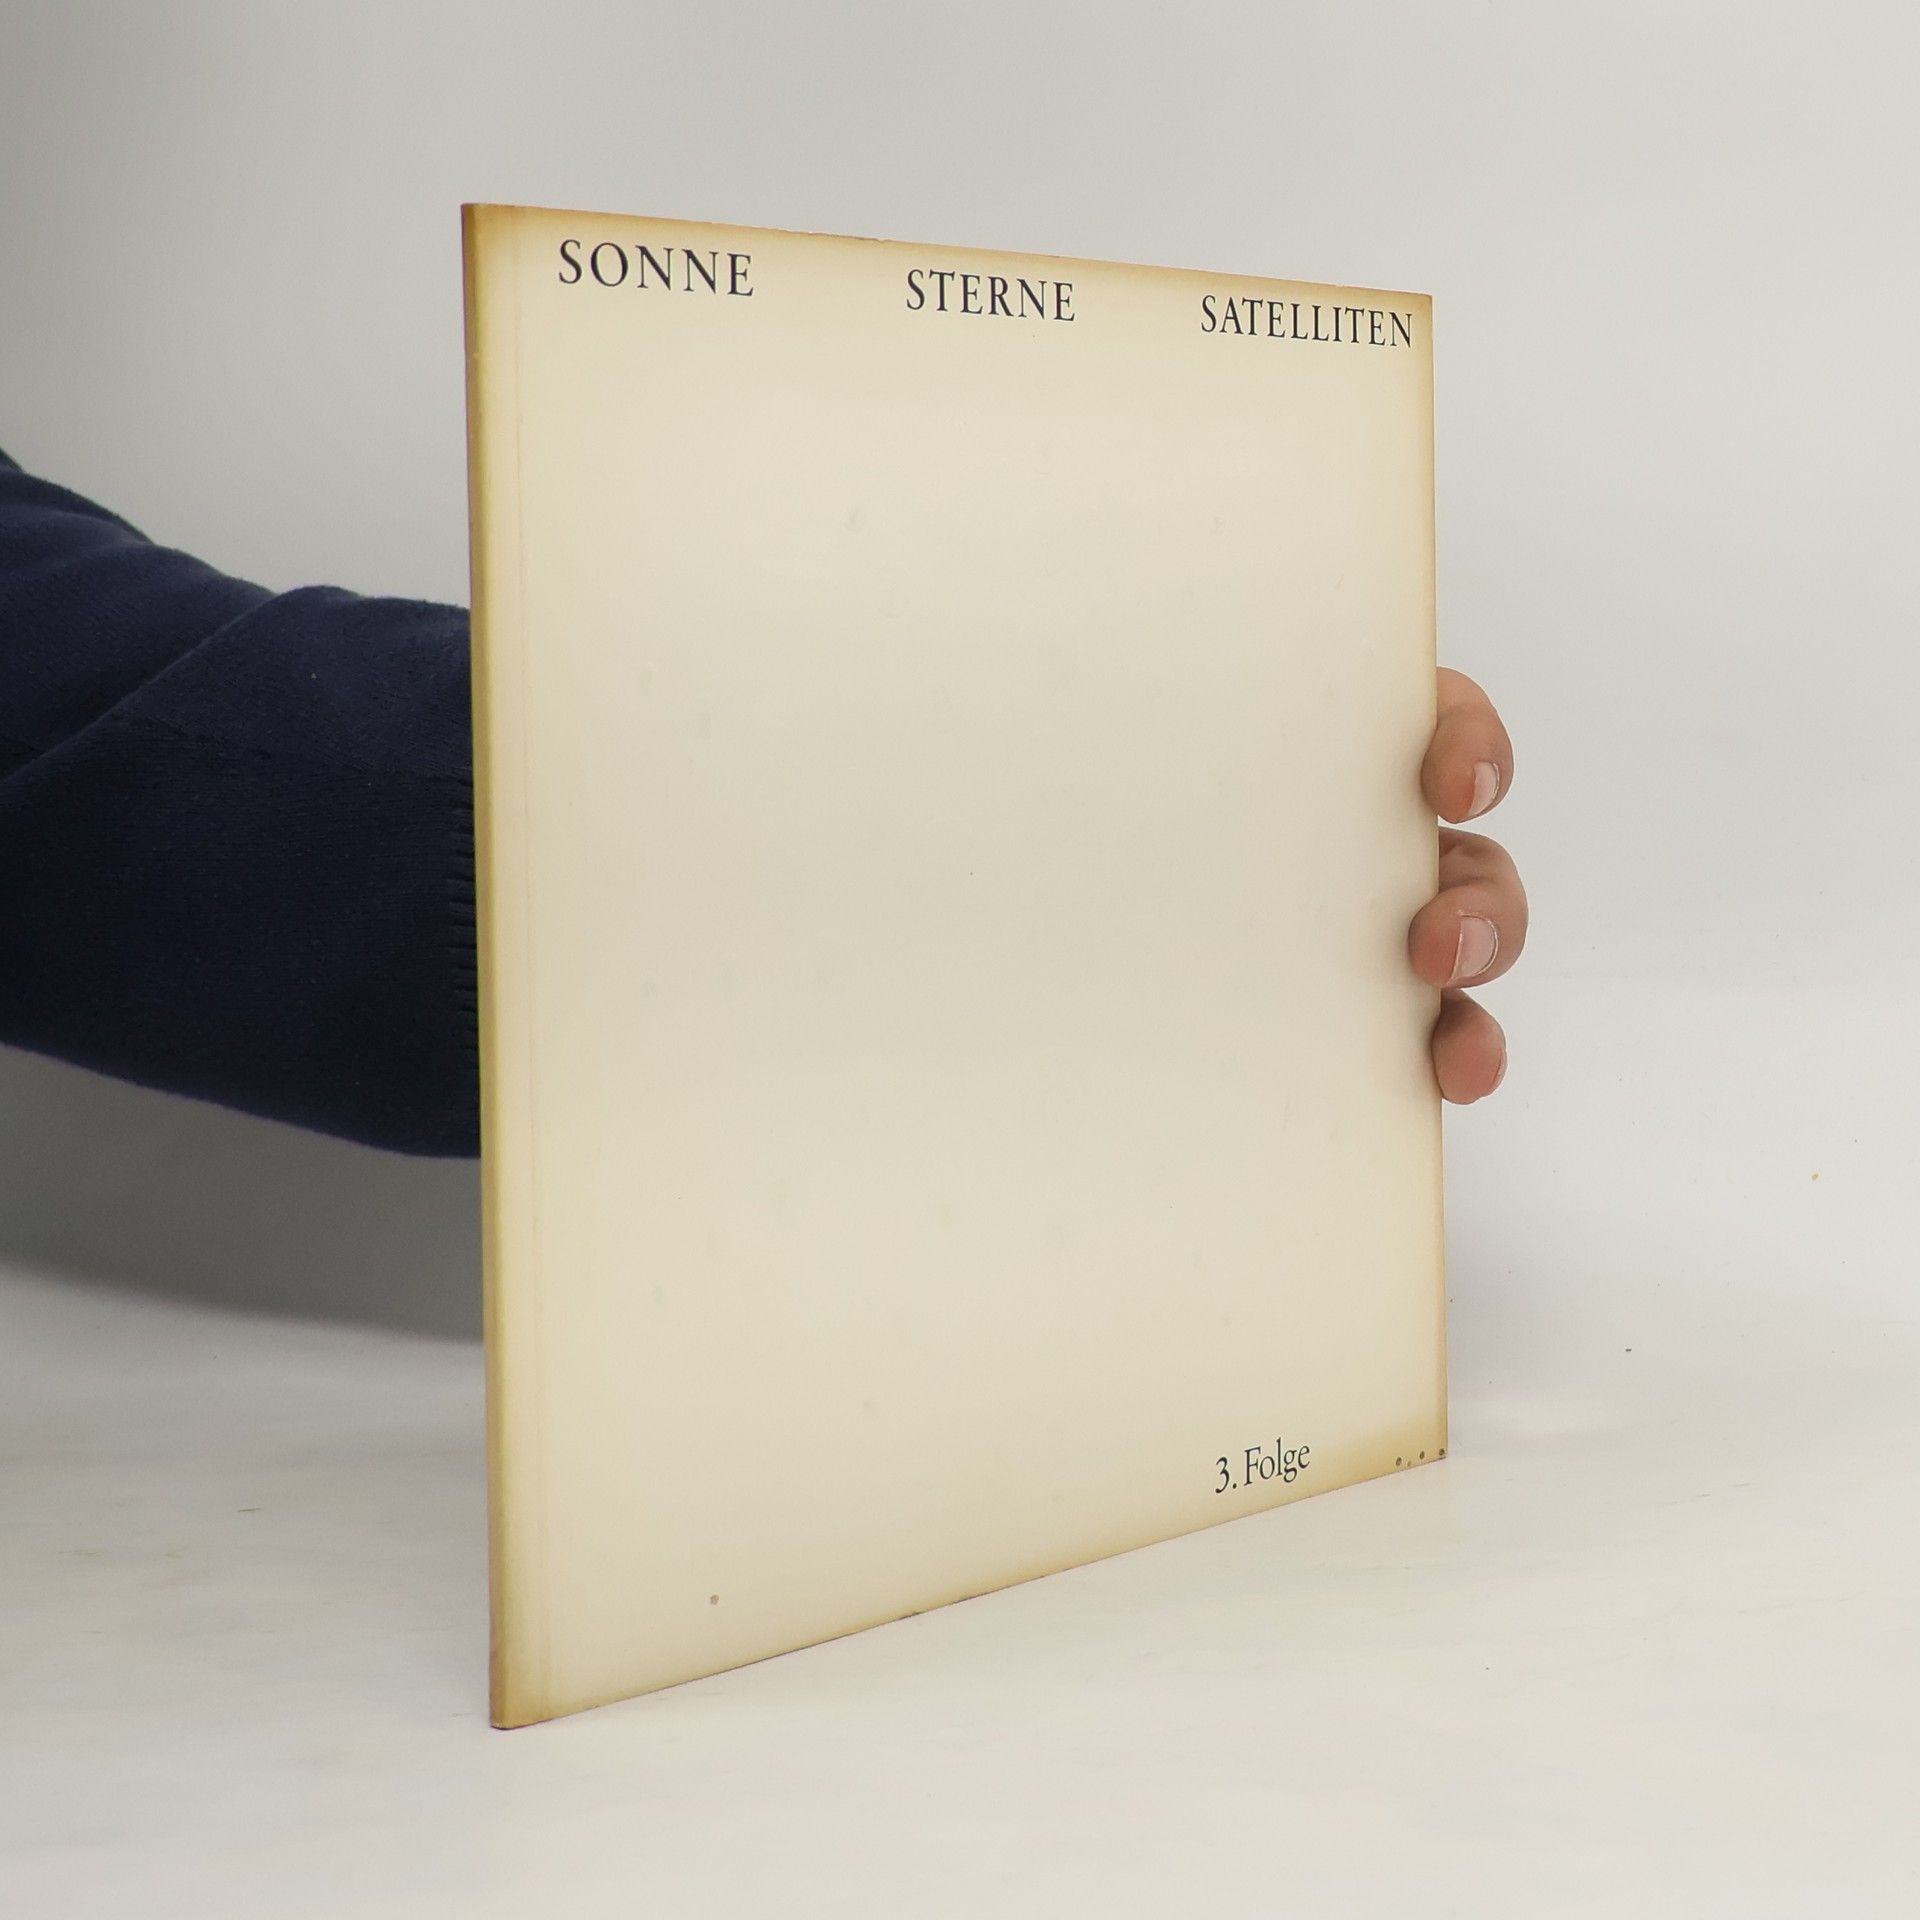 SONNE STERNE SATELLITEN
3. Folge